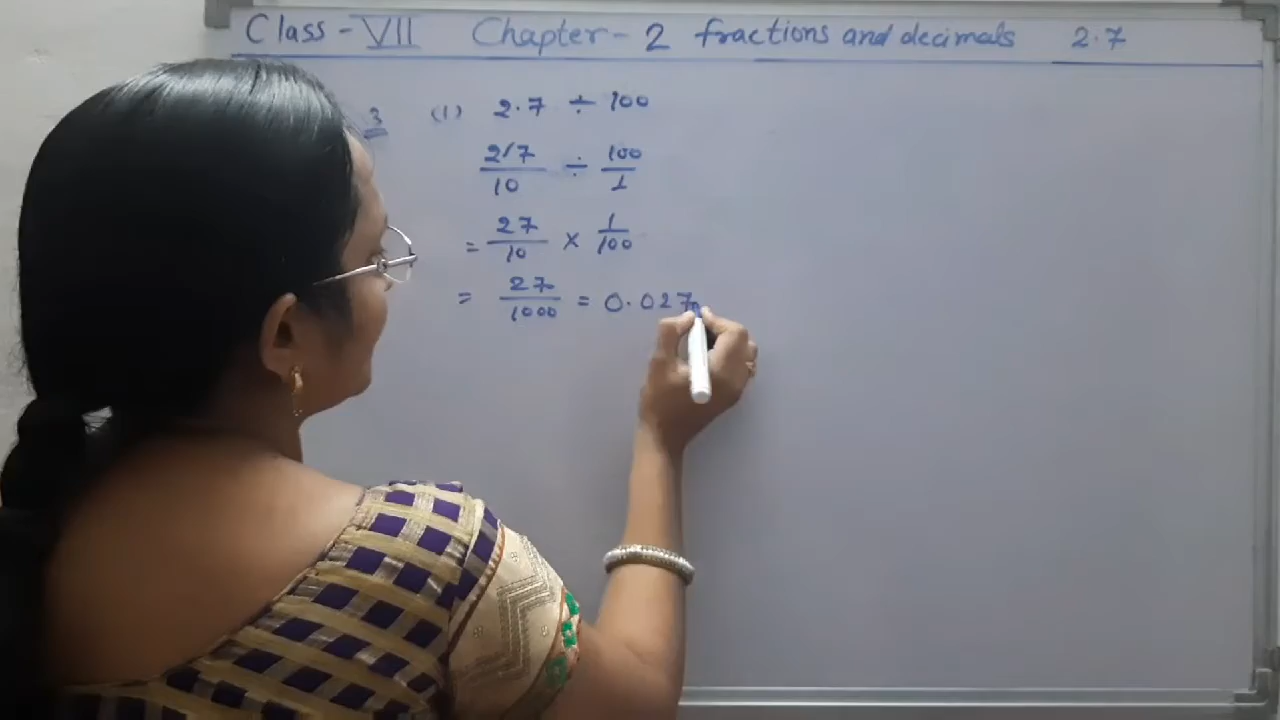 Class - VII Chapter - 2 fractions and decimals 2.7
3 (1) 2.7 ÷ 100
27/10 ÷ 100/1
= 27/10 × 1/100
= 27/1000 = 0.027